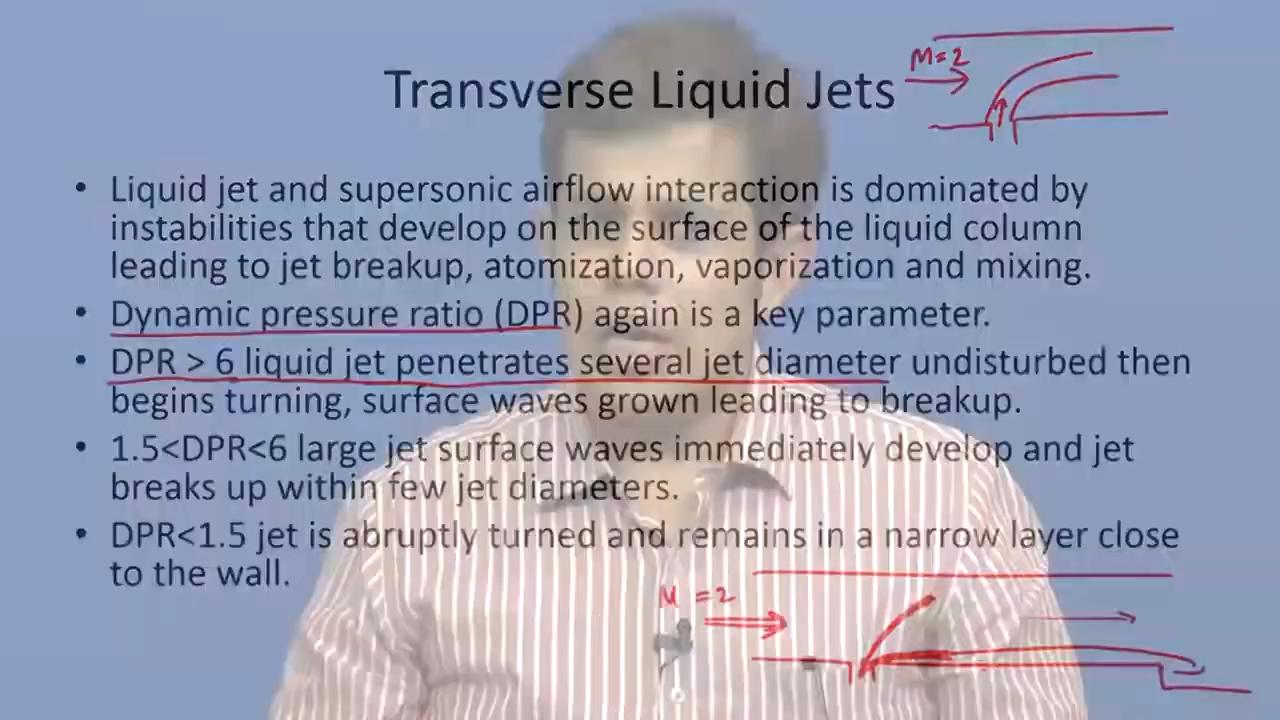 Transverse Liquid Jets
M=2
• Liquid jet and supersonic airflow interaction is dominated by
instabilities that develop on the surface of the liquid column
leading to jet breakup, atomization, vaporization and mixing.
• Dynamic pressure ratio (DPR) again is a key parameter.
• DPR > 6 liquid jet penetrates several jet diameter undisturbed then
begins turning, surface waves grown leading to breakup.
• 1.5<DPR<6 large jet surface waves immediately develop and jet
breaks up within few jet diameters.
• DPR<1.5 jet is abruptly turned and remains in a narrow layer close
to the wall.
M =2